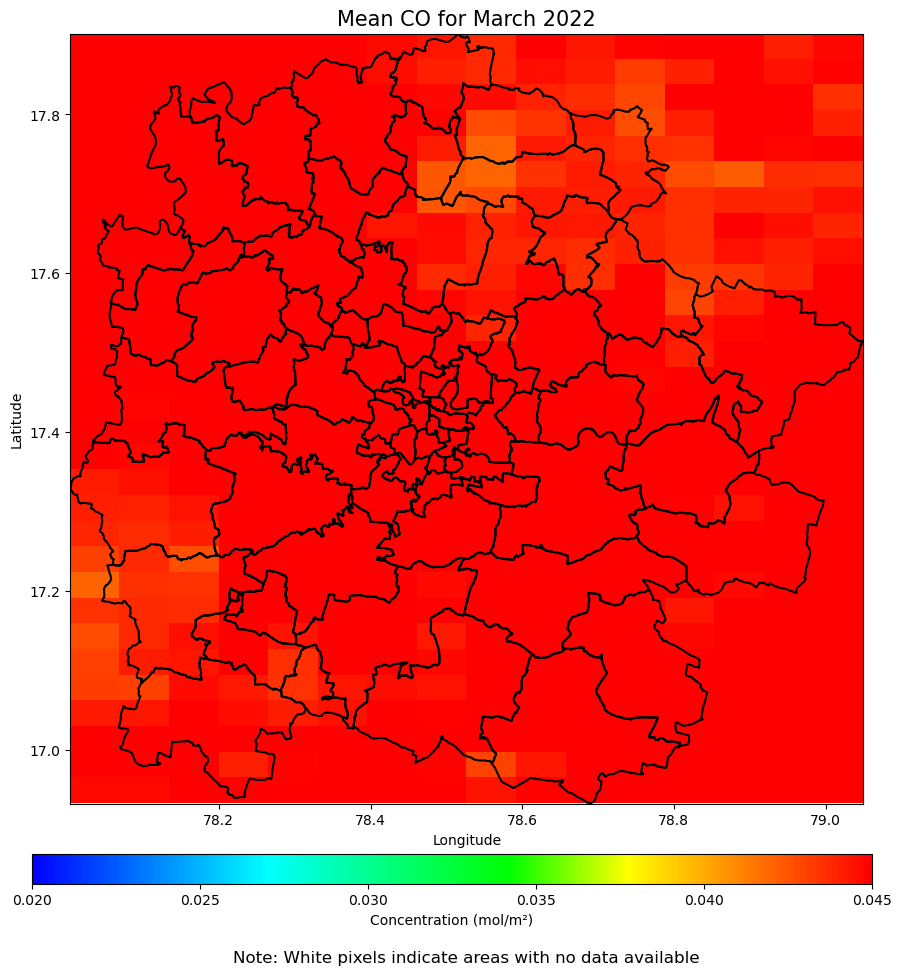 Mean CO for March 2022
Latitude
17.8
17.6
17.4
17.2
17.0
78.2 78.4 78.6 78.8 79.0
Longitude
0.020 0.025 0.030 0.035 0.040 0.045
Concentration (mol/m²)
Note: White pixels indicate areas with no data available